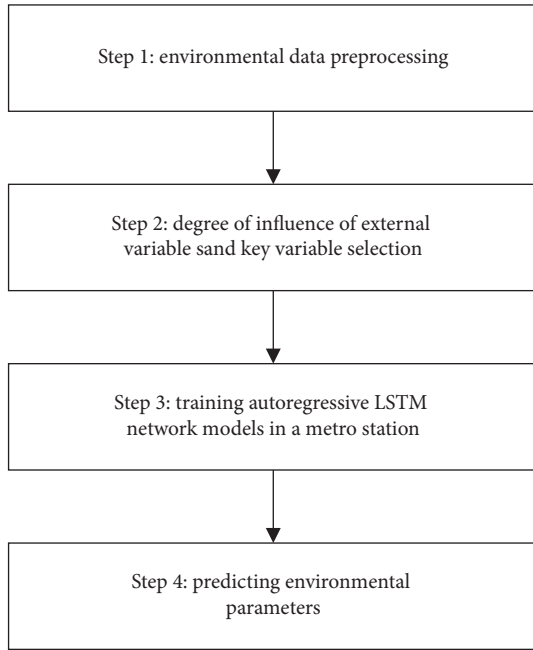 Step 1: environmental data preprocessing
Step 2: degree of influence of external
variable sand key variable selection
Step 3: training autoregressive LSTM
network models in a metro station
Step 4: predicting environmental
parameters